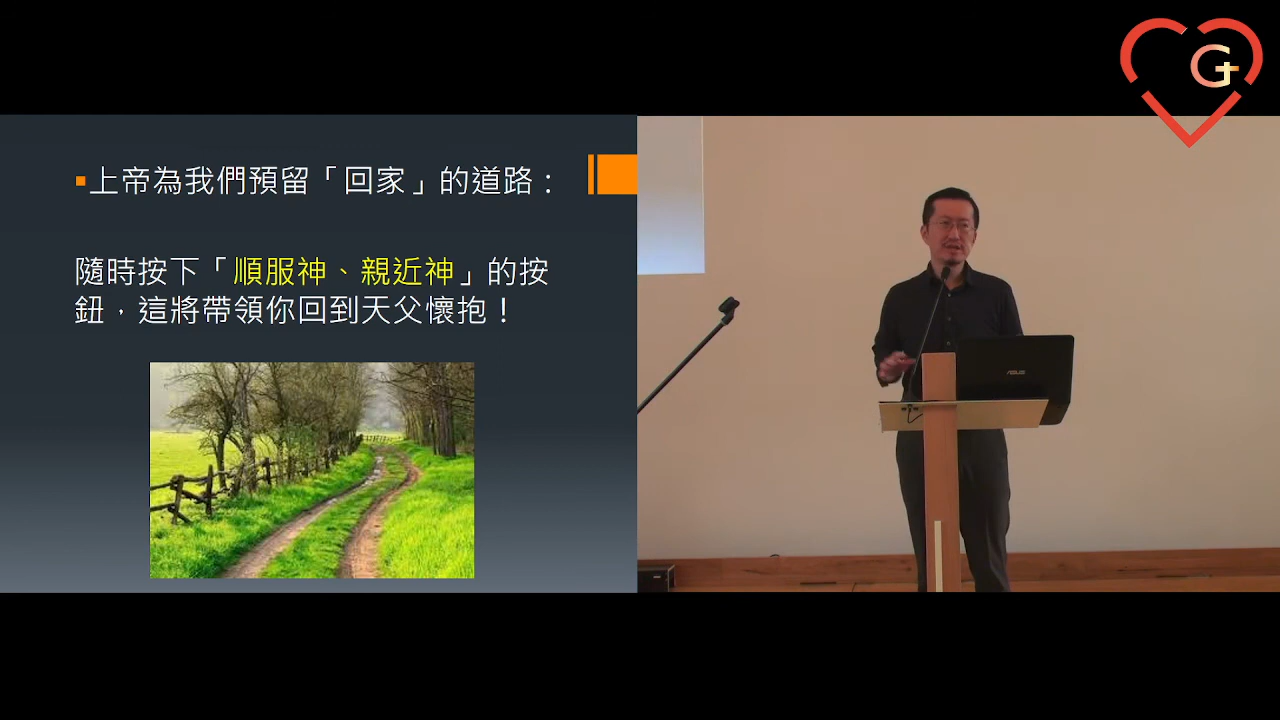 上帝為我們預留「回家」的道路：
隨時按下「順服神、親近神」的按
鈕，這將帶領你回到天父懷抱！
G
ASUS